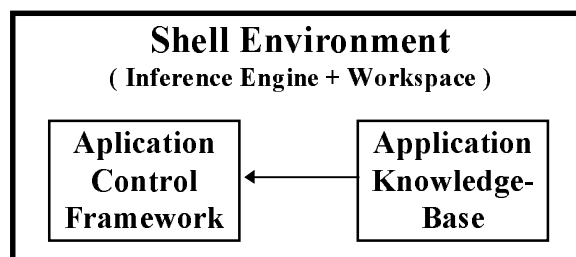 Shell Environment
( Inference Engine + Workspace )
Aplication
Control
Framework
Application
Knowledge-
Base